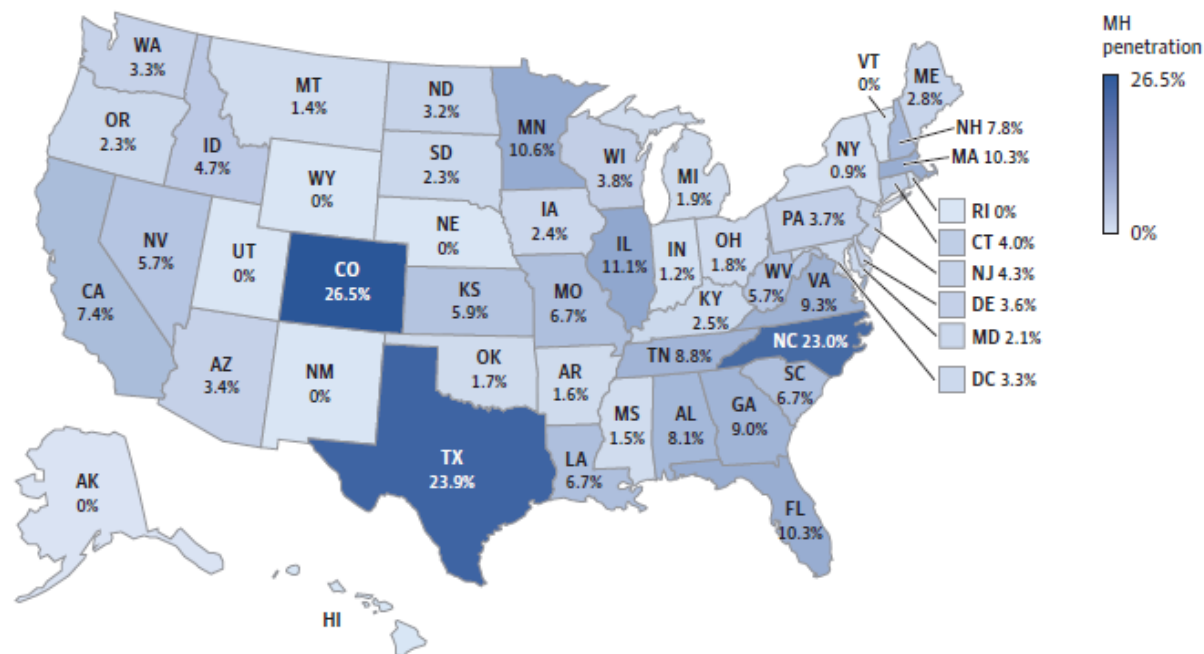 MH
penetration
26.5%
0%
WA
3.3%
OR
2.3%
CA
7.4%
ID
4.7%
NV
5.7%
MT
1.4%
WY
0%
UT
0%
AZ
3.4%
CO
26.5%
NM
0%
ND
3.2%
SD
2.3%
NE
0%
KS
5.9%
OK
1.7%
TX
23.9%
MN
10.6%
IA
2.4%
MO
6.7%
AR
1.6%
LA
6.7%
WI
3.8%
IL
11.1%
MI
1.9%
IN
1.2%
OH
1.8%
KY
2.5%
TN 8.8%
MS
1.5%
AL
8.1%
GA
9.0%
FL
10.3%
SC
6.7%
NC 23.0%
VA
9.3%
WV
5.7%
PA 3.7%
NY
0.9%
VT
0%
ME
2.8%
NH 7.8%
MA 10.3%
RI 0%
CT 4.0%
NJ 4.3%
DE 3.6%
MD 2.1%
DC 3.3%
AK
0%
HI